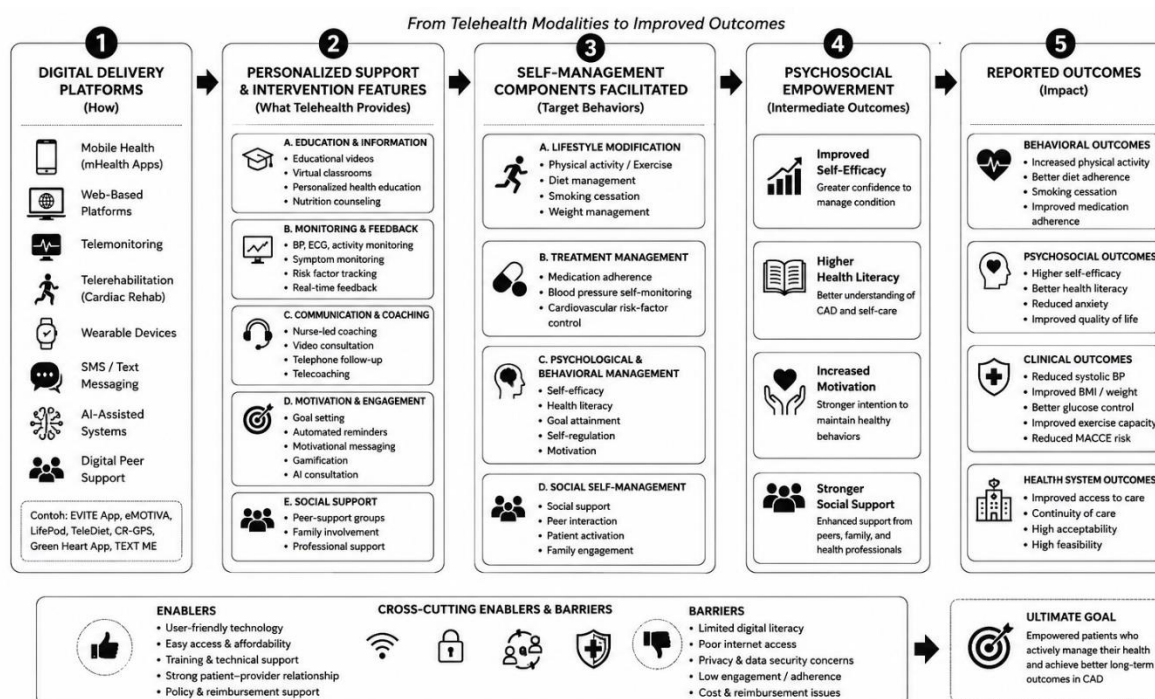 From Telehealth Modalities to Improved Outcomes
1
DIGITAL DELIVERY
PLATFORMS
(How)
Mobile Health
(mHealth Apps)
Web-Based
Platforms
Telemonitoring
Telerehabilitation
(Cardiac Rehab)
Wearable Devices
SMS / Text
Messaging
AI-Assisted
Systems
Digital Peer
Support
Contoh: EVITE App, eMOTIVA,
LifePod, TeleDiet, CR-GPS,
Green Heart App, TEXT ME
2
PERSONALIZED SUPPORT
& INTERVENTION FEATURES
(What Telehealth Provides)
A. EDUCATION & INFORMATION
• Educational videos
• Virtual classrooms
• Personalized health education
• Nutrition counseling
B. MONITORING & FEEDBACK
• BP, ECG, activity monitoring
• Symptom monitoring
• Risk factor tracking
• Real-time feedback
C. COMMUNICATION & COACHING
• Nurse-led coaching
• Video consultation
• Telephone follow-up
• Telecoaching
D. MOTIVATION & ENGAGEMENT
• Goal setting
• Automated reminders
• Motivational messaging
• Gamification
• AI consultation
E. SOCIAL SUPPORT
• Peer-support groups
• Family involvement
• Professional support
3
SELF-MANAGEMENT
COMPONENTS FACILITATED
(Target Behaviors)
A. LIFESTYLE MODIFICATION
• Physical activity / Exercise
• Diet management
• Smoking cessation
• Weight management
B. TREATMENT MANAGEMENT
• Medication adherence
• Blood pressure self-monitoring
• Cardiovascular risk-factor
control
C. PSYCHOLOGICAL &
BEHAVIORAL MANAGEMENT
• Self-efficacy
• Health literacy
• Goal attainment
• Self-regulation
• Motivation
D. SOCIAL SELF-MANAGEMENT
• Social support
• Peer interaction
• Patient activation
• Family engagement
4
PSYCHOSOCIAL
EMPOWERMENT
(Intermediate Outcomes)
Improved
Self-Efficacy
Greater confidence to
manage condition
Higher
Health Literacy
Better understanding of
CAD and self-care
Increased
Motivation
Stronger intention to
maintain healthy
behaviors
Stronger
Social Support
Enhanced support from
peers, family, and
health professionals
5
REPORTED OUTCOMES
(Impact)
BEHAVIORAL OUTCOMES
• Increased physical activity
• Better diet adherence
• Smoking cessation
• Improved medication
adherence
PSYCHOSOCIAL OUTCOMES
• Higher self-efficacy
• Better health literacy
• Reduced anxiety
• Improved quality of life
CLINICAL OUTCOMES
• Reduced systolic BP
• Improved BMI / weight
• Better glucose control
• Improved exercise capacity
• Reduced MACCE risk
HEALTH SYSTEM OUTCOMES
• Improved access to care
• Continuity of care
• High acceptability
• High feasibility
CROSS-CUTTING ENABLERS & BARRIERS
ENABLERS
• User-friendly technology
• Easy access & affordability
• Training & technical support
• Strong patient–provider relationship
• Policy & reimbursement support
BARRIERS
• Limited digital literacy
• Poor internet access
• Privacy & data security concerns
• Low engagement / adherence
• Cost & reimbursement issues
ULTIMATE GOAL
Empowered patients who
actively manage their health
and achieve better long-term
outcomes in CAD